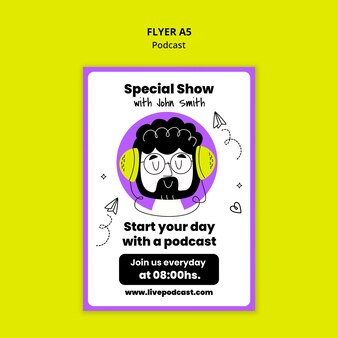 FLYER A5
Podcast
Special Show
with John Smith
Start your day
with a podcast
Join us everyday
at 08:00hs.
www.livepodcast.com